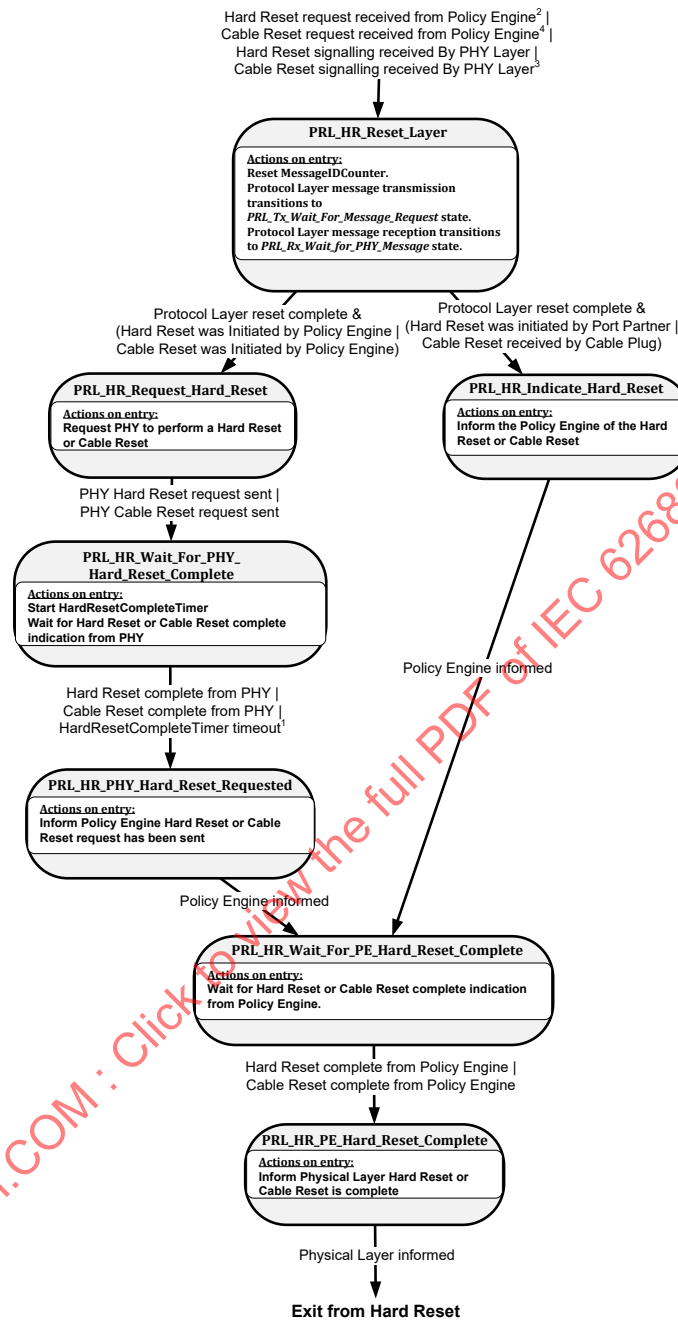 Hard Reset request received from Policy Engine² |
Cable Reset request received from Policy Engine⁴ |
Hard Reset signalling received By PHY Layer |
Cable Reset signalling received By PHY Layer³
PRL_HR_Reset_Layer
Actions on entry:
Reset MessageIDCounter.
Protocol Layer message transmission
transitions to
PRL_Tx_Wait_For_Message_Request state.
Protocol Layer message reception transitions
to PRL_Rx_Wait_for_PHY_Message state.
Protocol Layer reset complete &
(Hard Reset was Initiated by Policy Engine |
Cable Reset was Initiated by Policy Engine)
Protocol Layer reset complete &
(Hard Reset was initiated by Port Partner |
Cable Reset received by Cable Plug)
PRL_HR_Request_Hard_Reset
Actions on entry:
Request PHY to perform a Hard Reset
or Cable Reset
PRL_HR_Indicate_Hard_Reset
Actions on entry:
Inform the Policy Engine of the Hard
Reset or Cable Reset
PHY Hard Reset request sent |
PHY Cable Reset request sent
PRL_HR_Wait_For_PHY_
Hard_Reset_Complete
Actions on entry:
Start HardResetCompleteTimer
Wait for Hard Reset or Cable Reset complete
indication from PHY
Policy Engine informed
Hard Reset complete from PHY |
Cable Reset complete from PHY |
HardResetCompleteTimer timeout¹
PRL_HR_PHY_Hard_Reset_Requested
Actions on entry:
Inform Policy Engine Hard Reset or Cable
Reset request has been sent
Policy Engine informed
PRL_HR_Wait_For_PE_Hard_Reset_Complete
Actions on entry:
Wait for Hard Reset or Cable Reset complete indication
from Policy Engine.
Hard Reset complete from Policy Engine |
Cable Reset complete from Policy Engine
PRL_HR_PE_Hard_Reset_Complete
Actions on entry:
Inform Physical Layer Hard Reset or
Cable Reset is complete
Physical Layer informed
Exit from Hard Reset
.COM : Click to view the full PDF of IEC 6268